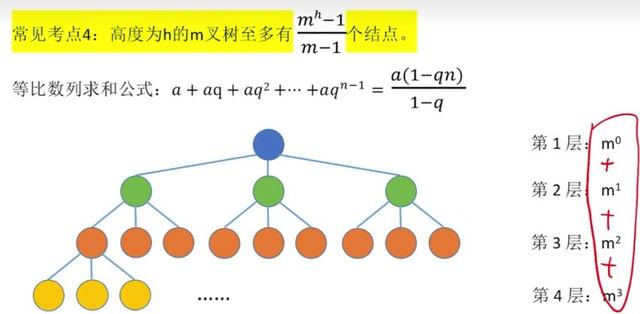 常见考点4：高度为h的m叉树至多有 (mʰ−1)/(m−1) 个结点。
等比数列求和公式：a + aq + aq² +⋯ +aqⁿ⁻¹ = a(1−qn)/(1−q)
第 1 层：m⁰
+
第 2 层：m¹
+
第 3 层：m²
+
第 4 层：m³
……